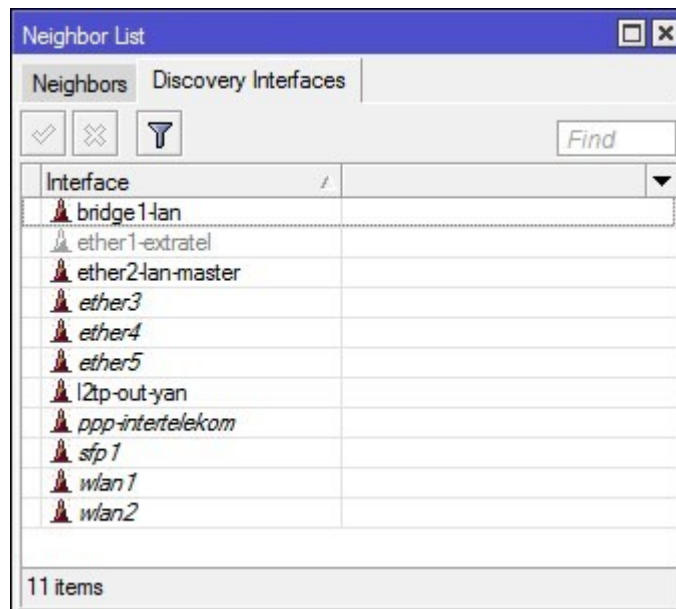 Neighbor List
Neighbors Discovery Interfaces
Find
Interface
bridge1-lan
ether1-extratel
ether2-lan-master
ether3
ether4
ether5
l2tp-out-yan
ppp-intertelekom
sfp1
wlan1
wlan2
11 items